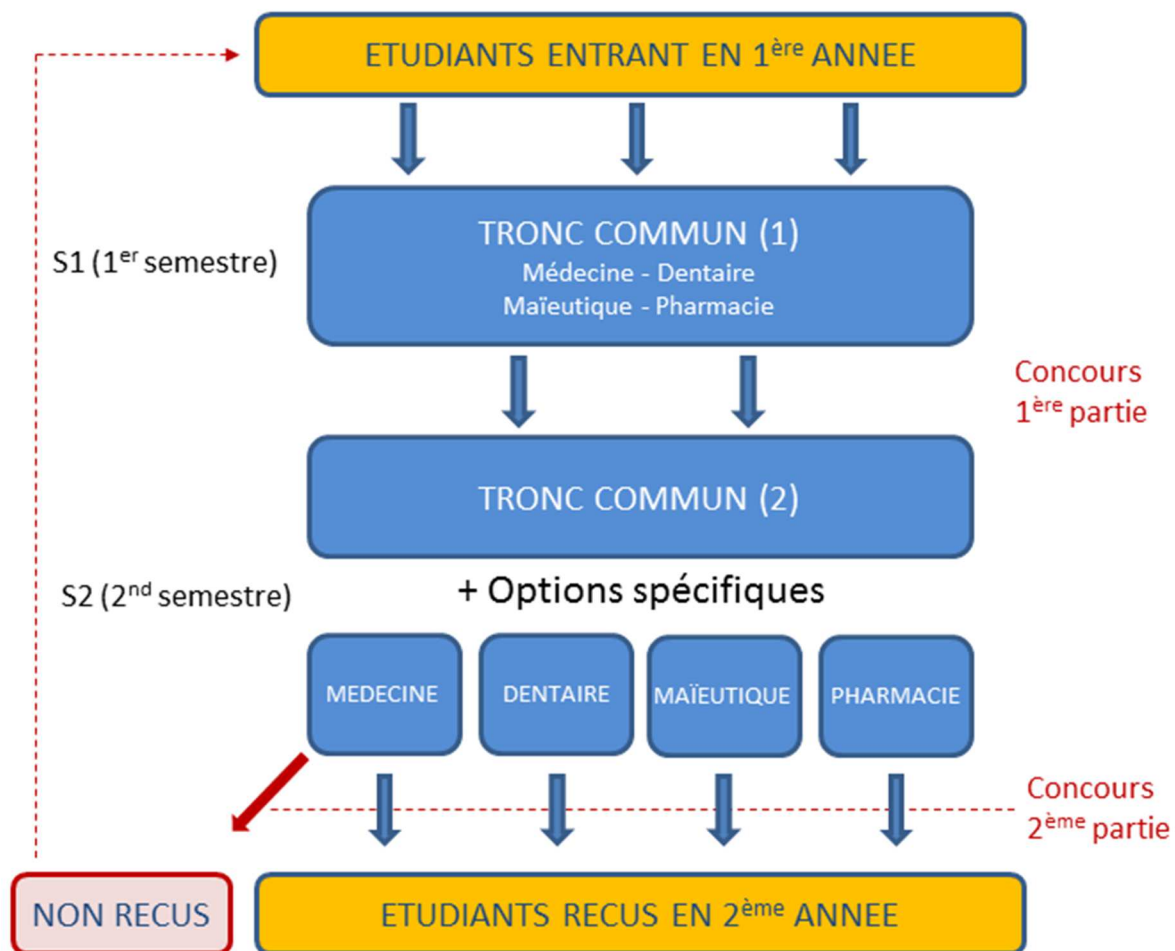 ETUDIANTS ENTRANT EN 1ère ANNEE
S1 (1er semestre)
TRONC COMMUN (1)
Médecine - Dentaire
Maïeutique - Pharmacie
Concours
1ère partie
TRONC COMMUN (2)
S2 (2nd semestre)
+ Options spécifiques
MEDECINE
DENTAIRE
MAÏEUTIQUE
PHARMACIE
Concours
2ème partie
NON RECUS
ETUDIANTS RECUS EN 2ème ANNEE